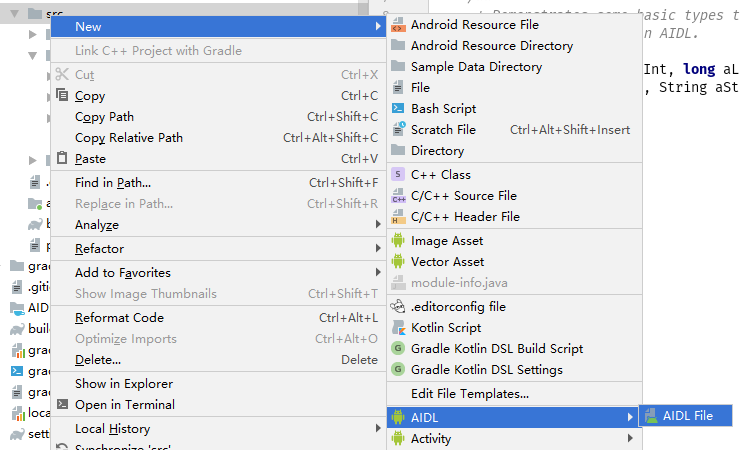 src
New
Link C++ Project with Gradle
Cut Ctrl+X
Copy Ctrl+C
Copy Path Ctrl+Shift+C
Copy Relative Path Ctrl+Alt+Shift+C
Paste Ctrl+V
Find in Path... Ctrl+Shift+F
Replace in Path... Ctrl+Shift+R
Analyze
Refactor
Add to Favorites
Show Image Thumbnails Ctrl+Shift+T
Reformat Code Ctrl+Alt+L
Optimize Imports Ctrl+Alt+O
Delete... Delete
Show in Explorer
Open in Terminal
Local History
Synchronize 'src'
Android Resource File
Android Resource Directory
Sample Data Directory
File
Bash Script
Scratch File Ctrl+Alt+Shift+Insert
Directory
C++ Class
C/C++ Source File
C/C++ Header File
Image Asset
Vector Asset
module-info.java
.editorconfig file
Kotlin Script
Gradle Kotlin DSL Build Script
Gradle Kotlin DSL Settings
Edit File Templates...
AIDL
Activity
AIDL File
* Demonstrates some basic types t
n AIDL.
Int, long aL
, String aSt
grac
.giti
AID
buil
grac
grac
grac
loca
sett